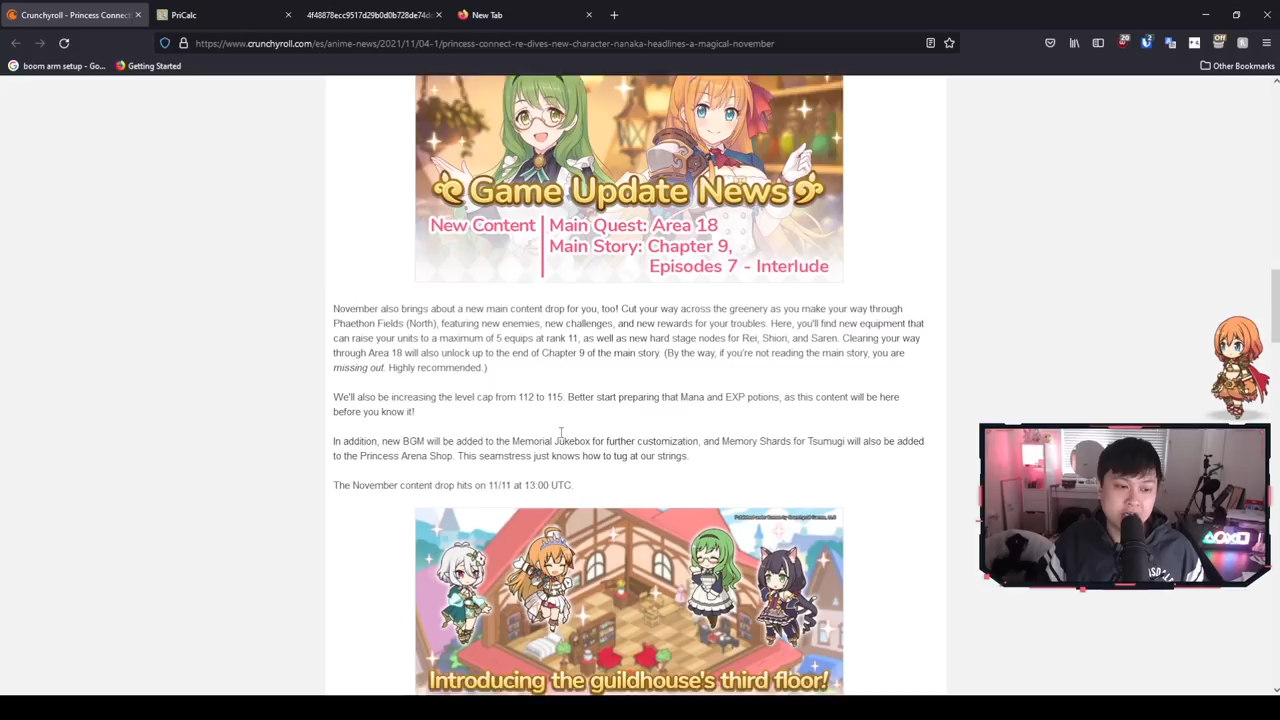 Crunchyroll - Princess Connect
PriCalc
4f48878ecc9517d29b0d0b728de74dc
New Tab
https://www.crunchyroll.com/es/anime-news/2021/11/04-1/princess-connect-re-dives-new-character-nanaka-headlines-a-magical-november
20
2
Off
boom arm setup - Go...
Getting Started
Other Bookmarks
Game Update News
New Content
Main Quest: Area 18
Main Story: Chapter 9,
Episodes 7 - Interlude
November also brings about a new main content drop for you, too! Cut your way across the greenery as you make your way through
Phaethon Fields (North), featuring new enemies, new challenges, and new rewards for your troubles. Here, you'll find new equipment that
can raise your units to a maximum of 5 equips at rank 11, as well as new hard stage nodes for Rei, Shiori, and Saren. Clearing your way
through Area 18 will also unlock up to the end of Chapter 9 of the main story. (By the way, if you're not reading the main story, you are
missing out. Highly recommended.)
We'll also be increasing the level cap from 112 to 115. Better start preparing that Mana and EXP potions, as this content will be here
before you know it!
In addition, new BGM will be added to the Memorial Jukebox for further customization, and Memory Shards for Tsumugi will also be added
to the Princess Arena Shop. This seamstress just knows how to tug at our strings.
The November content drop hits on 11/11 at 13:00 UTC.
Introducing the guildhouse's third floor!